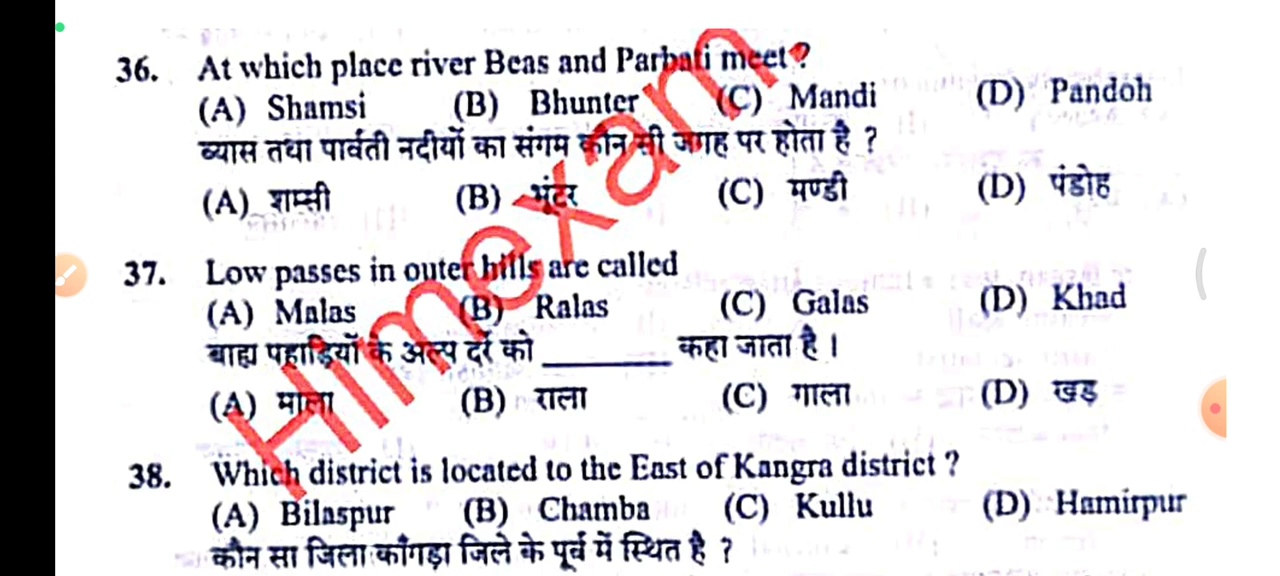 36. At which place river Beas and Parbati meet ?
(A) Shamsi (B) Bhunter (C) Mandi (D) Pandoh
व्यास तथा पार्वती नदीयों का संगम कौन सी जगह पर होता है ?
(A) शाम्सी (B) भूंटर (C) मण्डी (D) पंडोह
37. Low passes in outer hills are called
(A) Malas (B) Ralas (C) Galas (D) Khad
बाह्य पहाड़ियों के अल्प दर्रे को ________ कहा जाता है ।
(A) माला (B) राला (C) गाला (D) खड़
38. Which district is located to the East of Kangra district ?
(A) Bilaspur (B) Chamba (C) Kullu (D) Hamirpur
कौन सा जिला काँगड़ा जिले के पूर्व में स्थित है ?
Himexam.